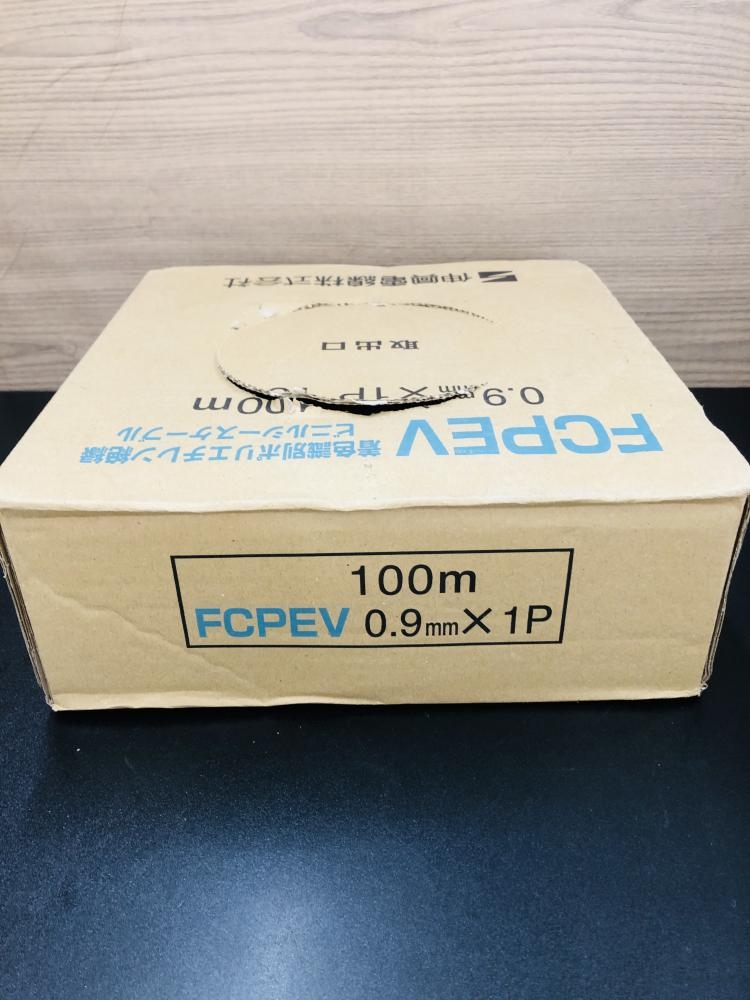 FCPEV 着色識別ポリエチレン絶縁
ビニルシースケーブル
0.9mm×1P 100m
取出口
伸興電線株式会社
100m
FCPEV 0.9mm×1P